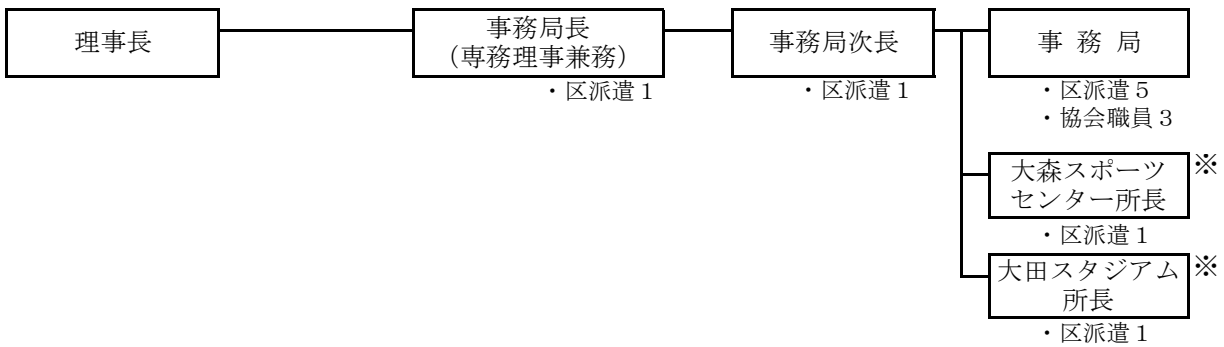 理事長
事務局長
(専務理事兼務)
・区派遣１
事務局次長
・区派遣１
事 務 局
・区派遣５
・協会職員３
大森スポーツ
センター所長
※
・区派遣１
大田スタジアム
所長
※
・区派遣１